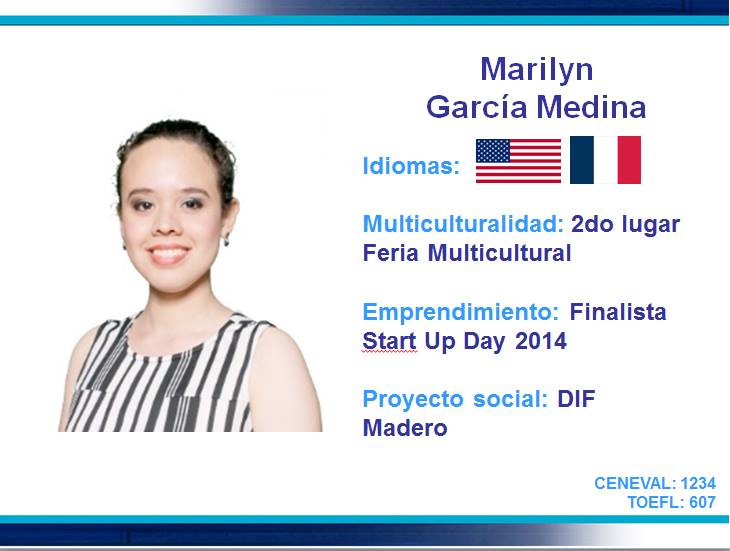 Marilyn
García Medina
Idiomas:
Multiculturalidad: 2do lugar
Feria Multicultural
Emprendimiento: Finalista
Start Up Day 2014
Proyecto social: DIF
Madero
CENEVAL: 1234
TOEFL: 607